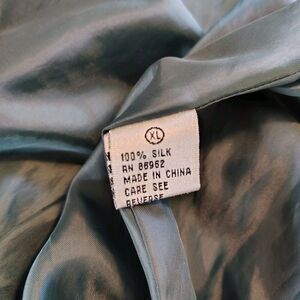 XL
100% SILK
RN 86962
MADE IN CHINA
CARE SEE
REVERSE